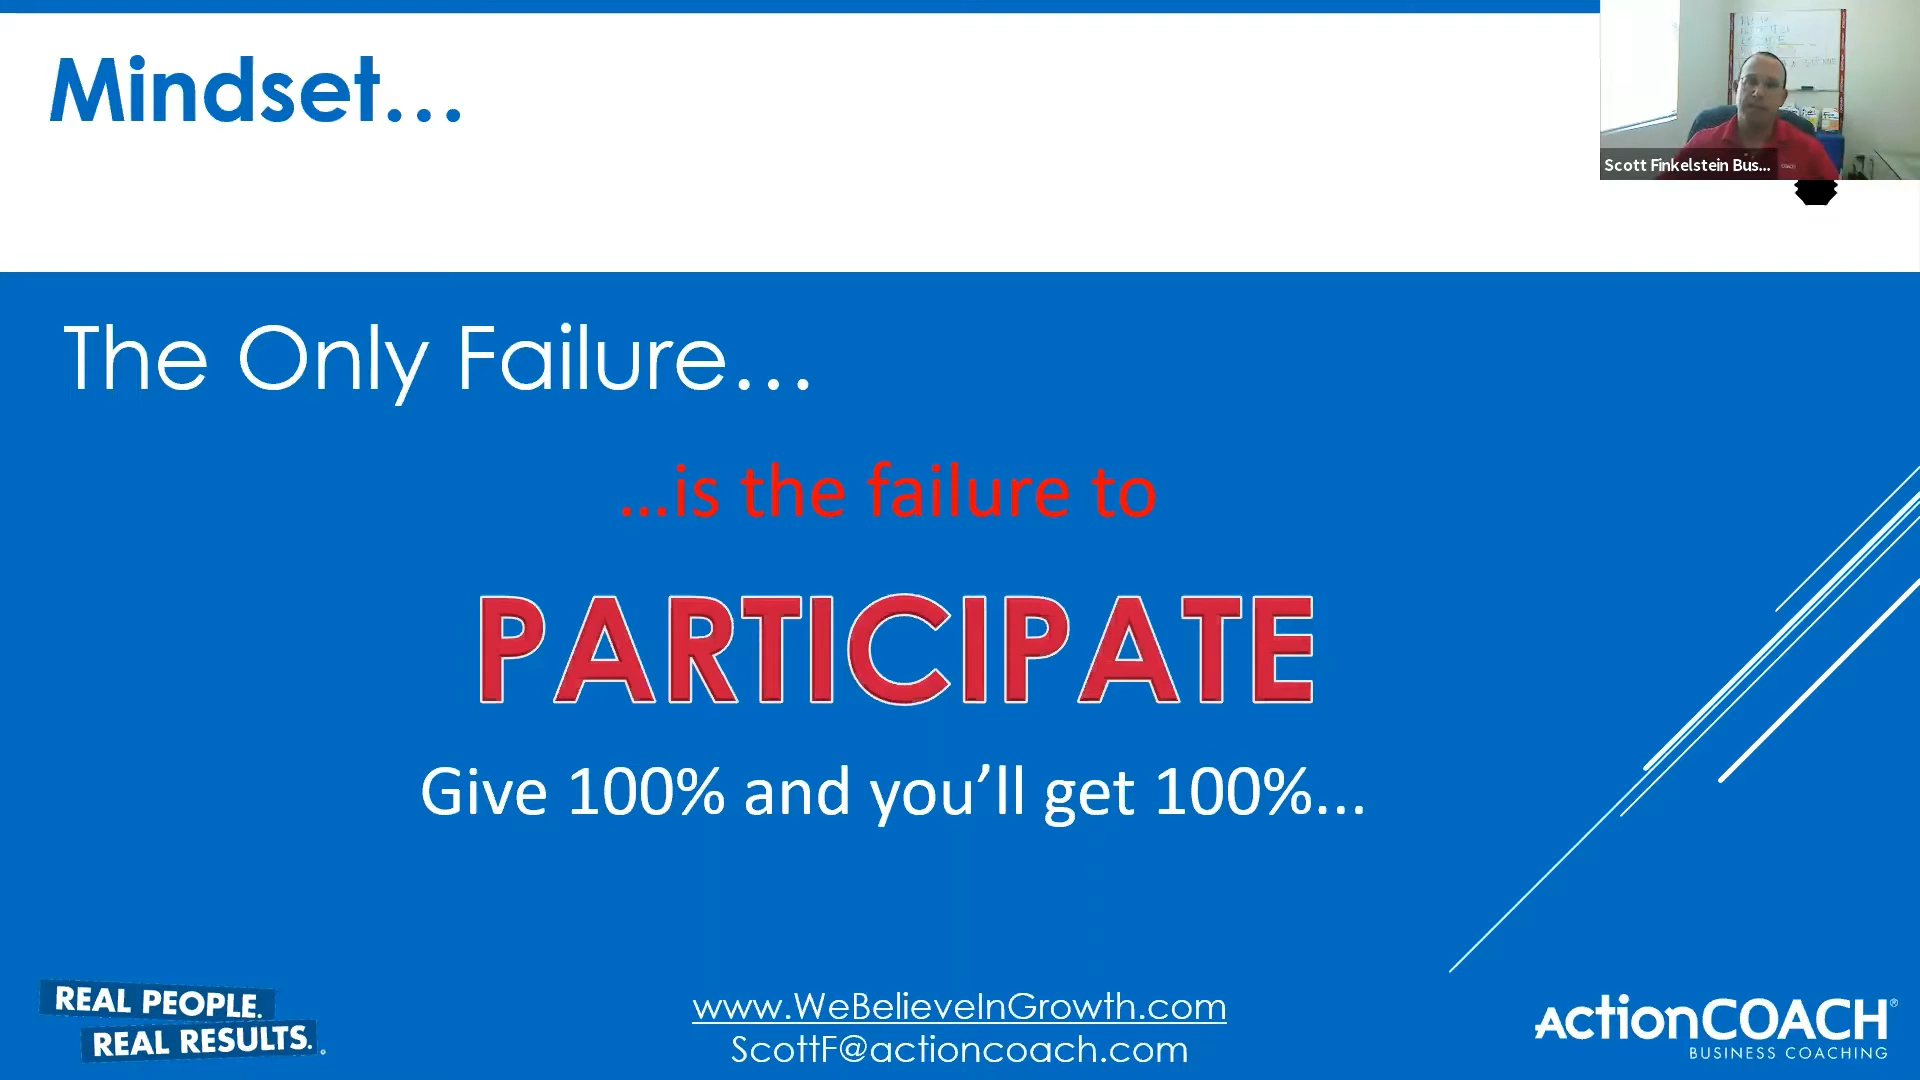 Mindset...
Scott Finkelstein Bus...
The Only Failure...
...is the failure to
PARTICIPATE
Give 100% and you’ll get 100%...
REAL PEOPLE.
REAL RESULTS.
www.WeBelieveInGrowth.com
ScottF@actioncoach.com
ActionCOACH®
BUSINESS COACHING